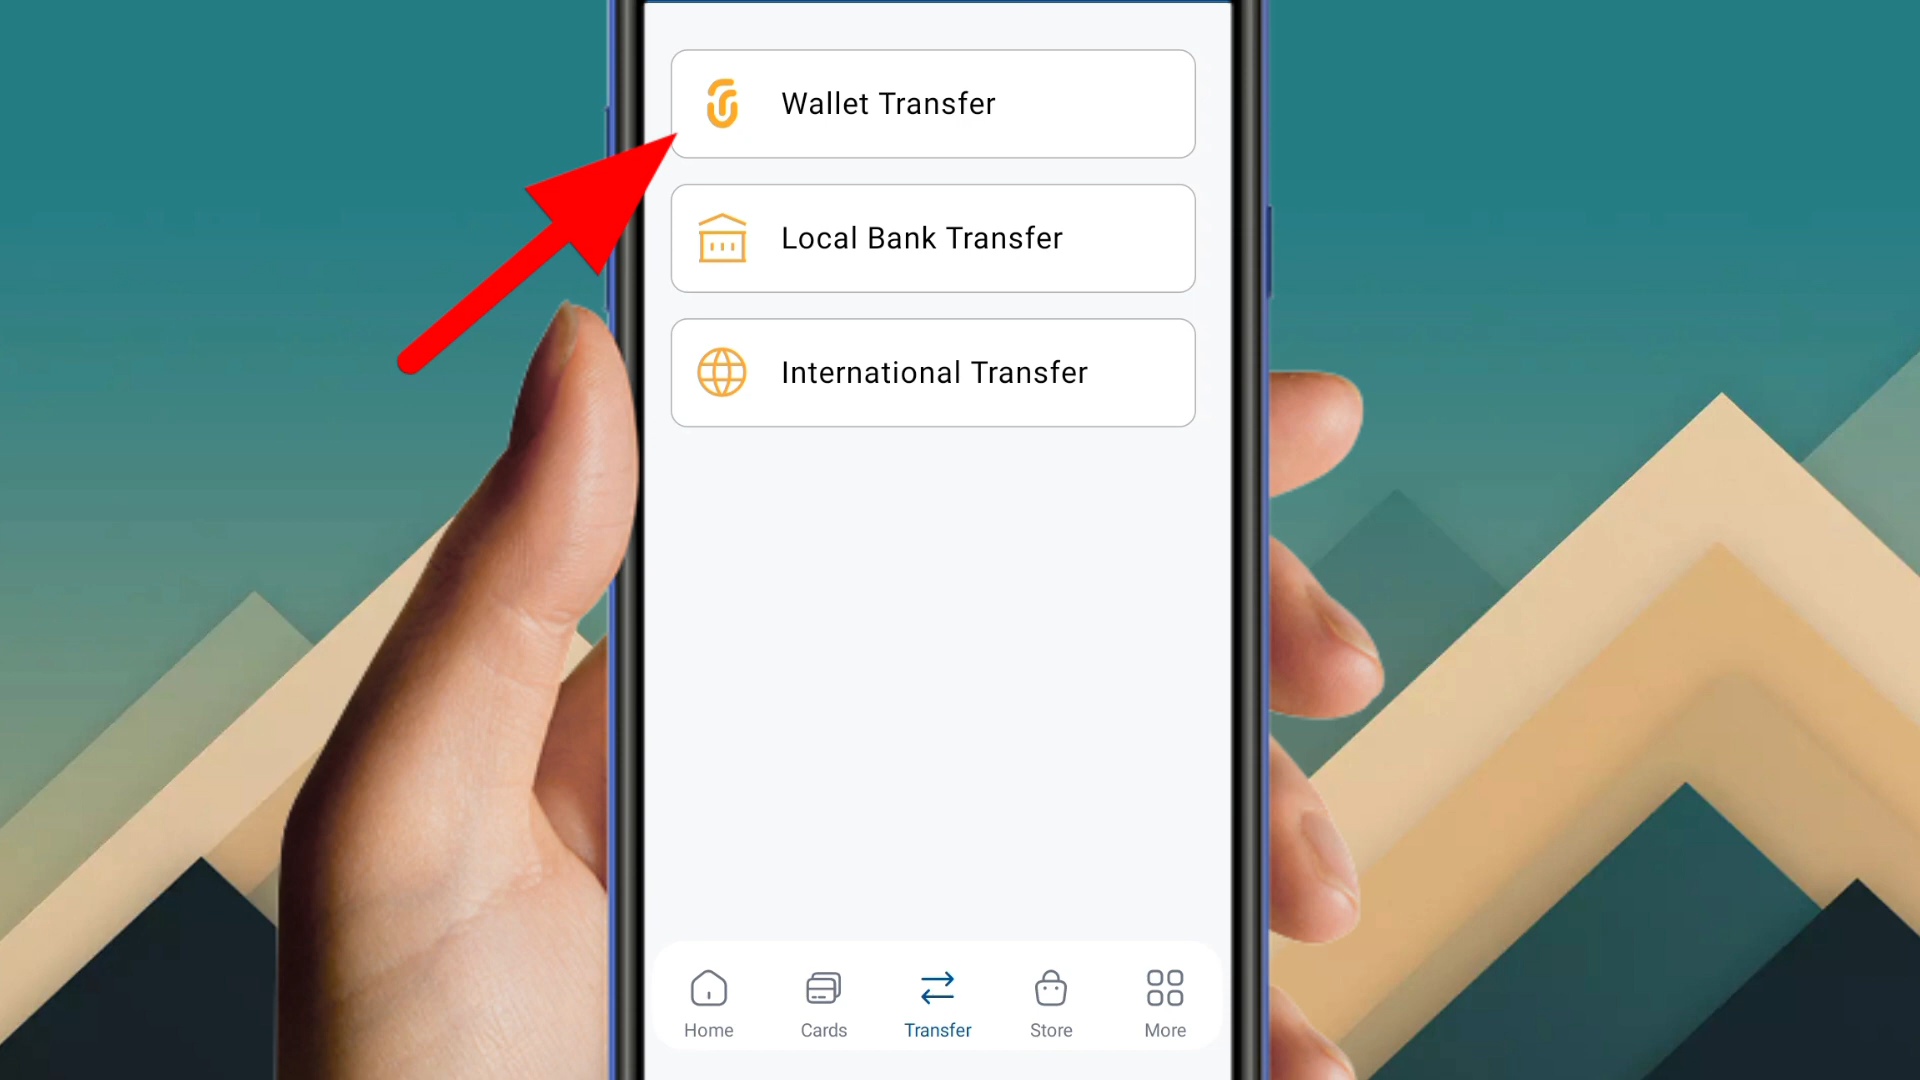 Wallet Transfer
Local Bank Transfer
International Transfer
Home
Cards
Transfer
Store
More